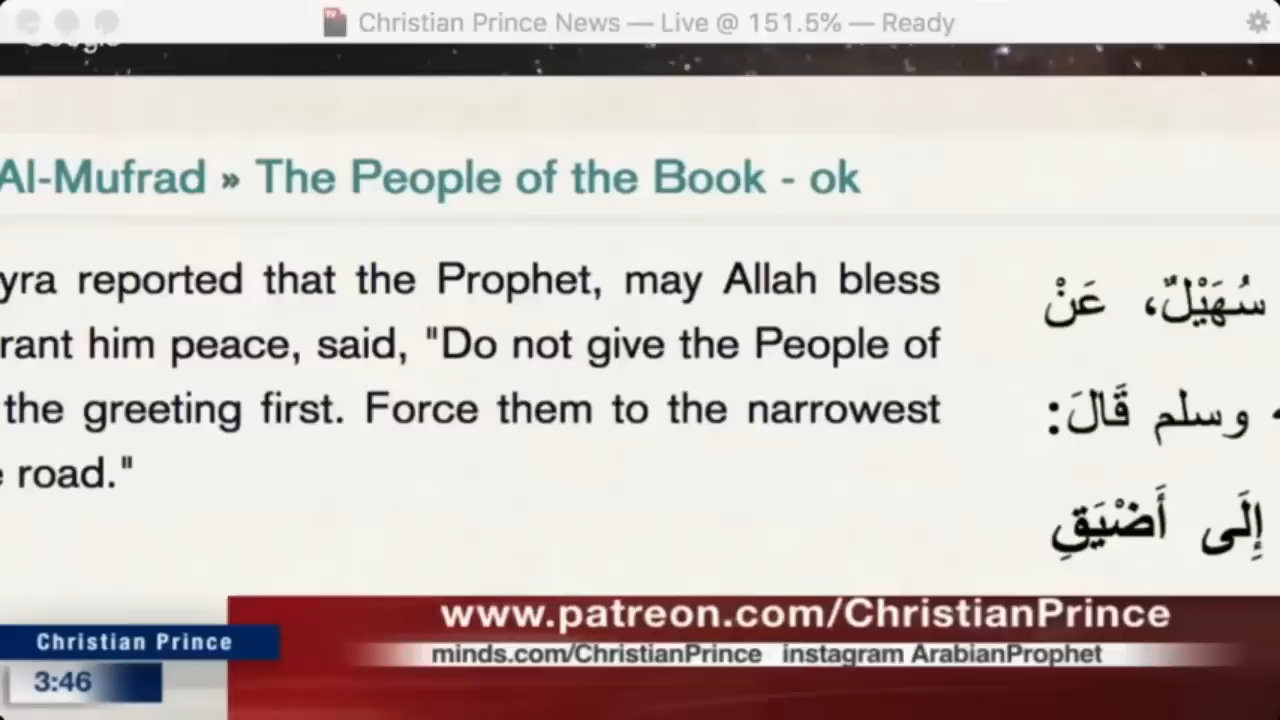 Christian Prince News — Live @ 151.5% — Ready
Google
Al-Mufrad » The People of the Book - ok
yra reported that the Prophet, may Allah bless
rant him peace, said, "Do not give the People of
the greeting first. Force them to the narrowest
e road."
سُهَيْلٌ، عَنْ
وسلم قَالَ:
إِلَى أَضْيَقِ
www.patreon.com/ChristianPrince
minds.com/ChristianPrince instagram ArabianProphet
Christian Prince
3:46